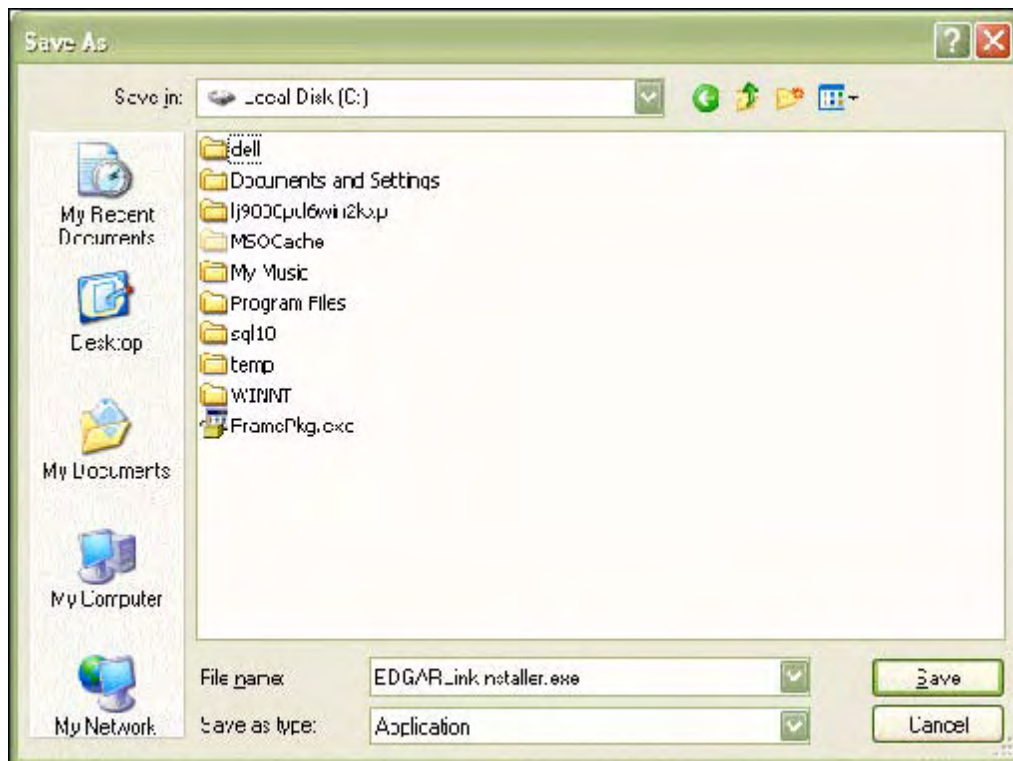 Save As
Save in: Local Disk (C:)
My Recent
Documents
Desktop
My Documents
My Computer
My Network
dell
Documents and Settings
MSOCache
My Music
Program Files
sql10
temp
WINNT
FramePkg.exe
File name: EDGARLinkInstaller.exe
Save
Save as type: Application
Cancel